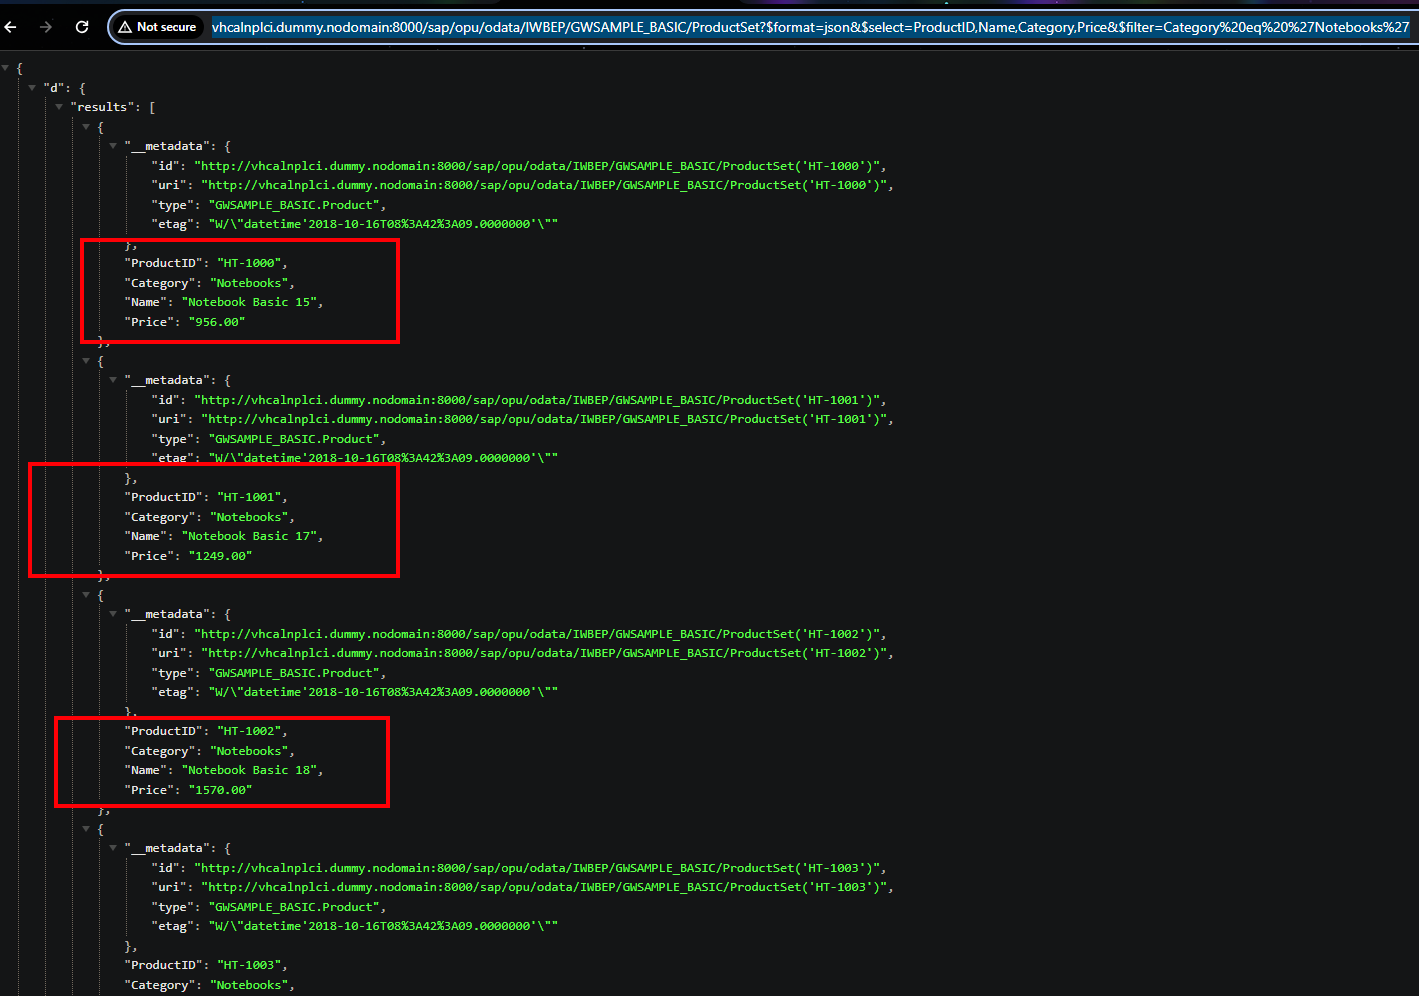 Not secure vhcalnplci.dummy.nodomain:8000/sap/opu/odata/IWBEP/GWSAMPLE_BASIC/ProductSet?$format=json&$select=ProductID,Name,Category,Price&$filter=Category%20eq%20%27Notebooks%27
{
"d": {
"results": [
{
"__metadata": {
"id": "http://vhcalnplci.dummy.nodomain:8000/sap/opu/odata/IWBEP/GWSAMPLE_BASIC/ProductSet('HT-1000')",
"uri": "http://vhcalnplci.dummy.nodomain:8000/sap/opu/odata/IWBEP/GWSAMPLE_BASIC/ProductSet('HT-1000')",
"type": "GWSAMPLE_BASIC.Product",
"etag": "W/\"datetime'2018-10-16T08%3A42%3A09.0000000'\""
},
"ProductID": "HT-1000",
"Category": "Notebooks",
"Name": "Notebook Basic 15",
"Price": "956.00"
},
{
"__metadata": {
"id": "http://vhcalnplci.dummy.nodomain:8000/sap/opu/odata/IWBEP/GWSAMPLE_BASIC/ProductSet('HT-1001')",
"uri": "http://vhcalnplci.dummy.nodomain:8000/sap/opu/odata/IWBEP/GWSAMPLE_BASIC/ProductSet('HT-1001')",
"type": "GWSAMPLE_BASIC.Product",
"etag": "W/\"datetime'2018-10-16T08%3A42%3A09.0000000'\""
},
"ProductID": "HT-1001",
"Category": "Notebooks",
"Name": "Notebook Basic 17",
"Price": "1249.00"
},
{
"__metadata": {
"id": "http://vhcalnplci.dummy.nodomain:8000/sap/opu/odata/IWBEP/GWSAMPLE_BASIC/ProductSet('HT-1002')",
"uri": "http://vhcalnplci.dummy.nodomain:8000/sap/opu/odata/IWBEP/GWSAMPLE_BASIC/ProductSet('HT-1002')",
"type": "GWSAMPLE_BASIC.Product",
"etag": "W/\"datetime'2018-10-16T08%3A42%3A09.0000000'\""
},
"ProductID": "HT-1002",
"Category": "Notebooks",
"Name": "Notebook Basic 18",
"Price": "1570.00"
},
{
"__metadata": {
"id": "http://vhcalnplci.dummy.nodomain:8000/sap/opu/odata/IWBEP/GWSAMPLE_BASIC/ProductSet('HT-1003')",
"uri": "http://vhcalnplci.dummy.nodomain:8000/sap/opu/odata/IWBEP/GWSAMPLE_BASIC/ProductSet('HT-1003')",
"type": "GWSAMPLE_BASIC.Product",
"etag": "W/\"datetime'2018-10-16T08%3A42%3A09.0000000'\""
},
"ProductID": "HT-1003",
"Category": "Notebooks",